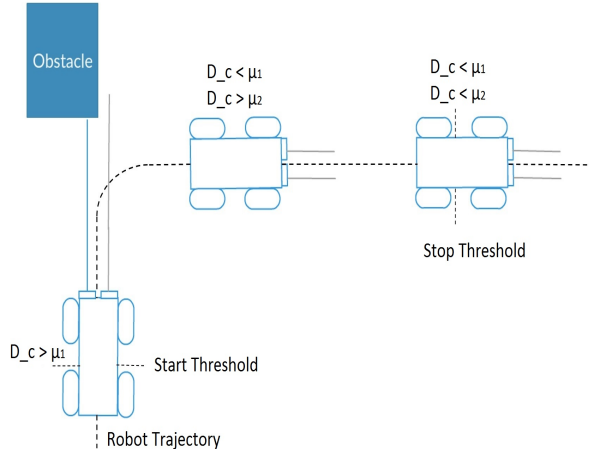 Obstacle
D_c < μ1
D_c > μ2
D_c < μ1
D_c < μ2
Stop Threshold
D_c > μ1
Start Threshold
Robot Trajectory